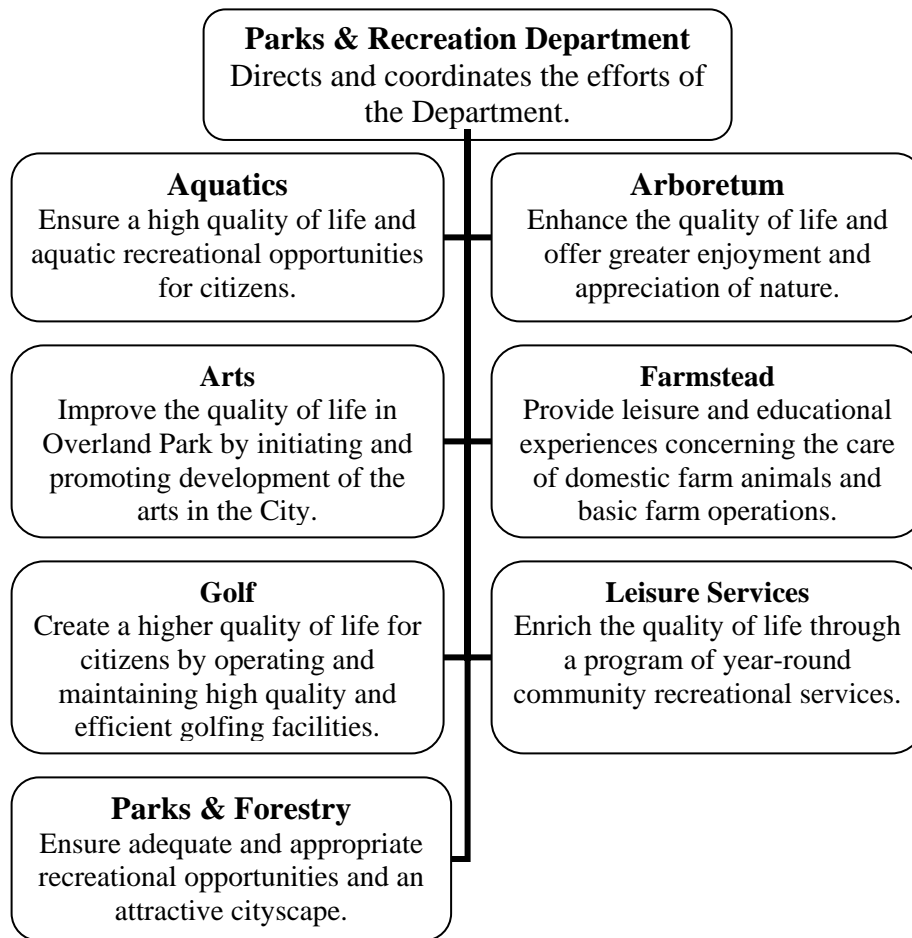 Parks & Recreation Department
Directs and coordinates the efforts of
the Department.
Aquatics
Ensure a high quality of life and
aquatic recreational opportunities
for citizens.
Arboretum
Enhance the quality of life and
offer greater enjoyment and
appreciation of nature.
Arts
Improve the quality of life in
Overland Park by initiating and
promoting development of the
arts in the City.
Farmstead
Provide leisure and educational
experiences concerning the care
of domestic farm animals and
basic farm operations.
Golf
Create a higher quality of life for
citizens by operating and
maintaining high quality and
efficient golfing facilities.
Leisure Services
Enrich the quality of life through
a program of year-round
community recreational services.
Parks & Forestry
Ensure adequate and appropriate
recreational opportunities and an
attractive cityscape.